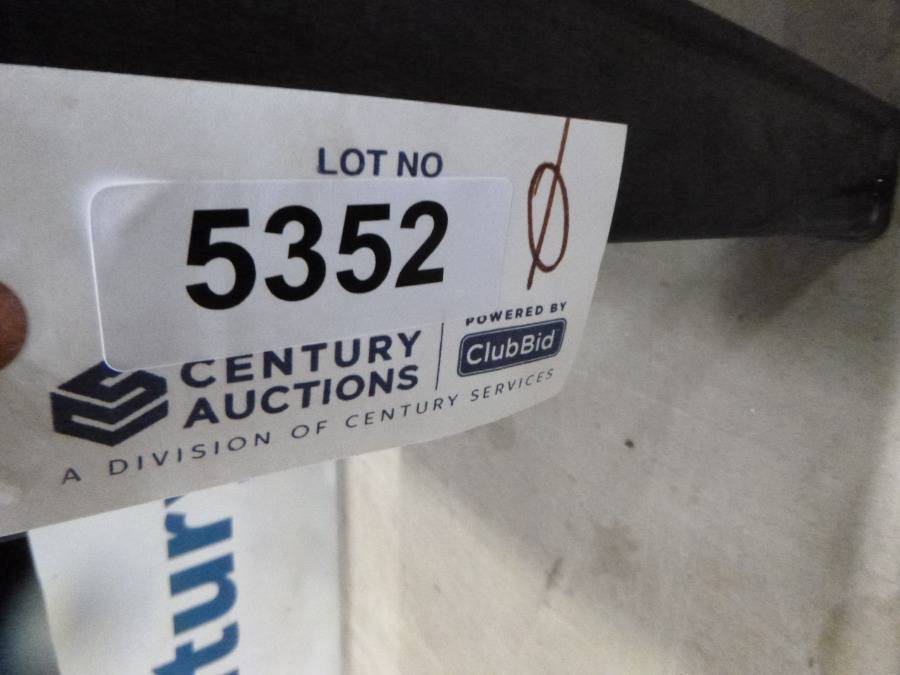 LOT NO
5352
CENTURY
AUCTIONS
POWERED BY
ClubBid
A DIVISION OF CENTURY SERVICES